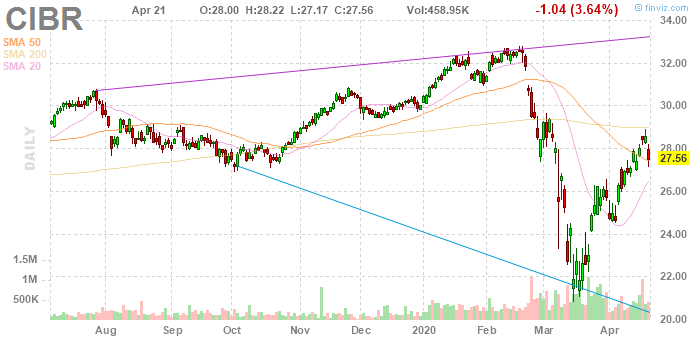 CIBR Apr 21 O:28.00 H:28.22 L:27.17 C:27.56 Vol:458.95K -1.04 (3.64%) © finviz.com
SMA 50
SMA 200
SMA 20
DAILY
34.00
32.00
30.00
28.00
27.56
26.00
24.00
22.00
20.00
1.5M
1M
500K
Aug Sep Oct Nov Dec 2020 Feb Mar Apr